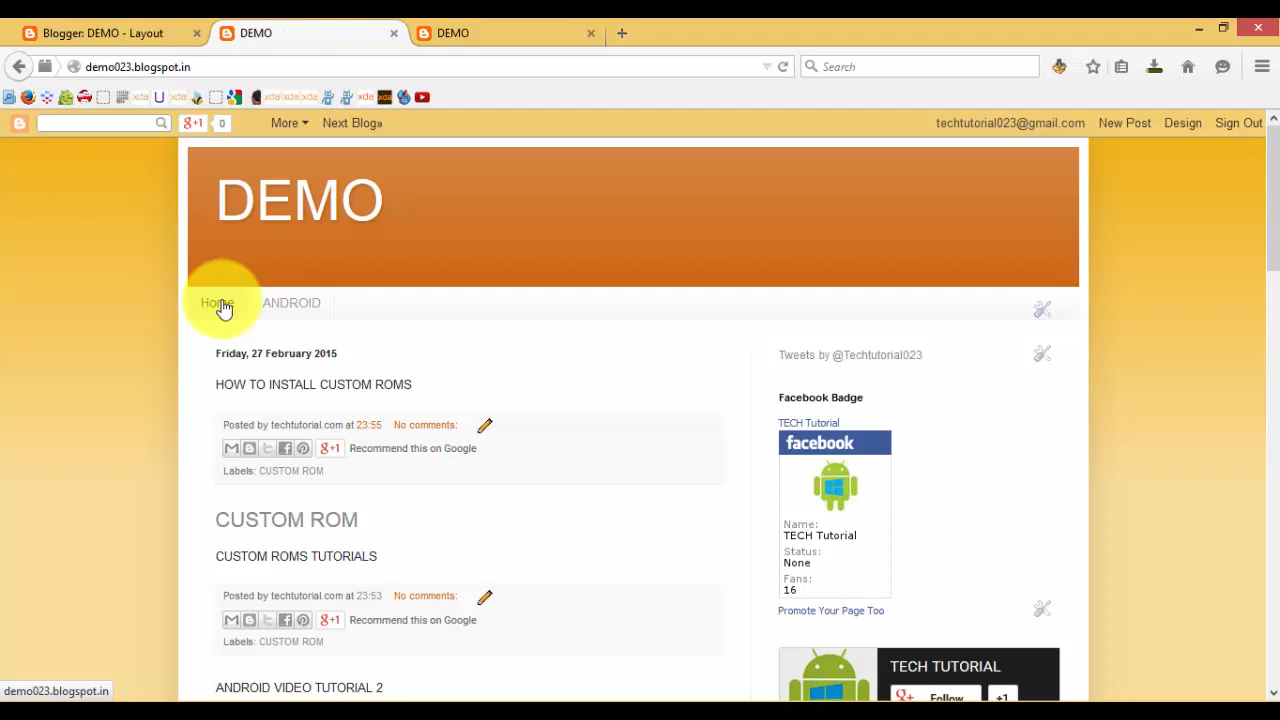 Blogger: DEMO - Layout
DEMO
DEMO
demo023.blogspot.in
Search
g+1 0 More Next Blog» techtutorial023@gmail.com New Post Design Sign Out
DEMO
Home ANDROID
Friday, 27 February 2015
HOW TO INSTALL CUSTOM ROMS
Posted by techtutorial.com at 23:55 No comments:
g+1 Recommend this on Google
Labels: CUSTOM ROM
CUSTOM ROM
CUSTOM ROMS TUTORIALS
Posted by techtutorial.com at 23:53 No comments:
g+1 Recommend this on Google
Labels: CUSTOM ROM
ANDROID VIDEO TUTORIAL 2
Tweets by @Techtutorial023
Facebook Badge
TECH Tutorial
facebook
Name:
TECH Tutorial
Status:
None
Fans:
16
Promote Your Page Too
TECH TUTORIAL
g+ Follow +1
demo023.blogspot.in